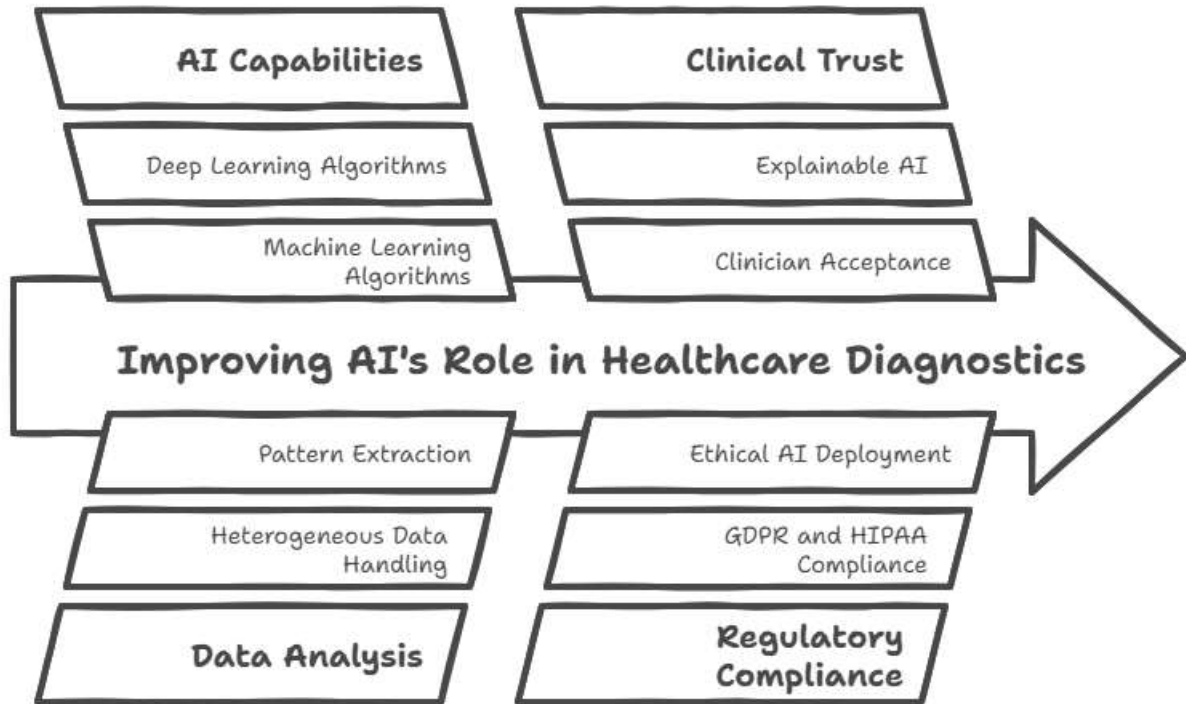 AI Capabilities
Clinical Trust
Deep Learning Algorithms
Explainable AI
Machine Learning
Algorithms
Clinician Acceptance
Improving AI's Role in Healthcare Diagnostics
Pattern Extraction
Ethical AI Deployment
Heterogeneous Data
Handling
GDPR and HIPAA
Compliance
Data Analysis
Regulatory
Compliance